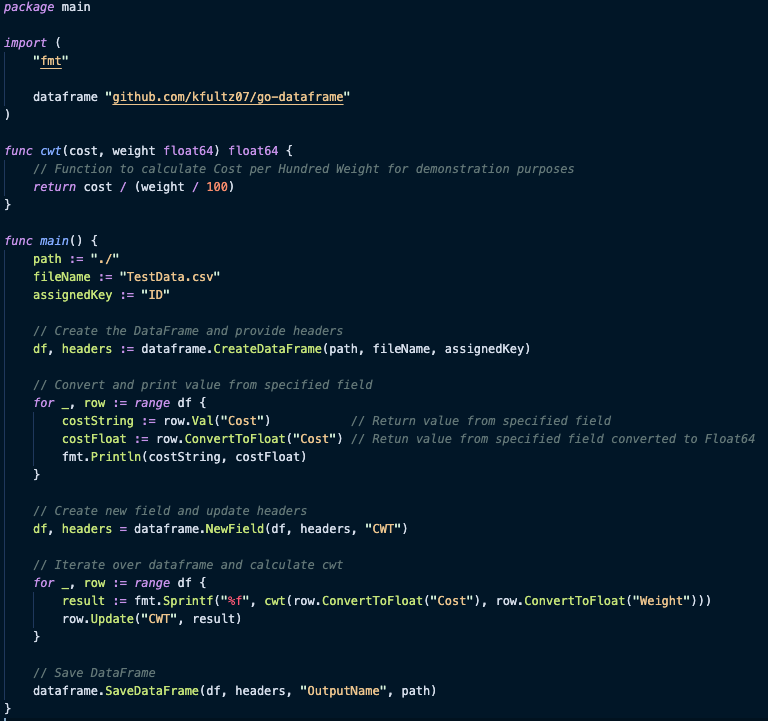 package main
import (
"fmt"
dataframe "github.com/kfultz07/go-dataframe"
)
func cwt(cost, weight float64) float64 {
// Function to calculate Cost per Hundred Weight for demonstration purposes
return cost / (weight / 100)
}
func main() {
path := "./"
fileName := "TestData.csv"
assignedKey := "ID"
// Create the DataFrame and provide headers
df, headers := dataframe.CreateDataFrame(path, fileName, assignedKey)
// Convert and print value from specified field
for _, row := range df {
costString := row.Val("Cost") // Return value from specified field
costFloat := row.ConvertToFloat("Cost") // Retun value from specified field converted to Float64
fmt.Println(costString, costFloat)
}
// Create new field and update headers
df, headers = dataframe.NewField(df, headers, "CWT")
// Iterate over dataframe and calculate cwt
for _, row := range df {
result := fmt.Sprintf("%f", cwt(row.ConvertToFloat("Cost"), row.ConvertToFloat("Weight")))
row.Update("CWT", result)
}
// Save DataFrame
dataframe.SaveDataFrame(df, headers, "OutputName", path)
}